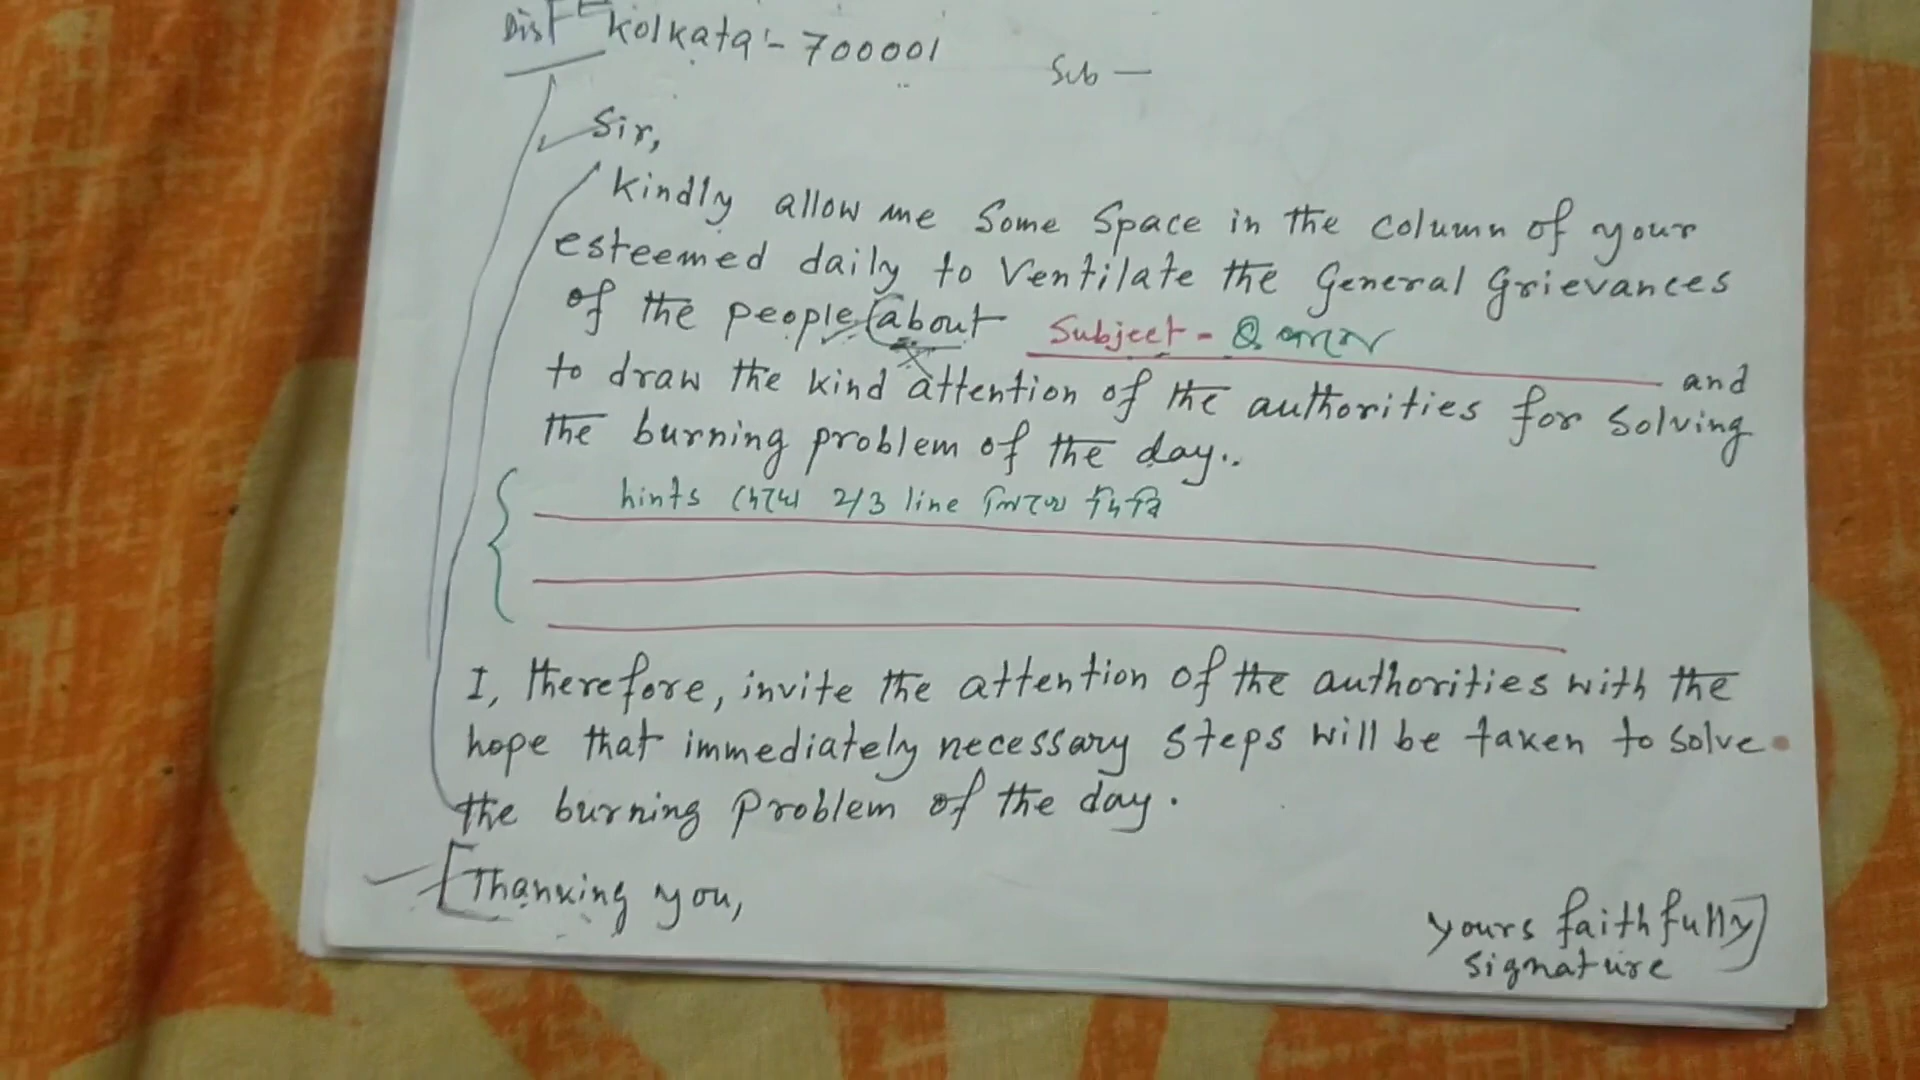 Dist kolkata:- 700001
Sub —
Sir,
kindly allow me some space in the column of your
esteemed daily to ventilate the General Grievances
of the people (about Subject - Q and
to draw the kind attention of the authorities for solving
the burning problem of the day..
hints থেকে 2/3 line নিজে লিখবি
I, therefore, invite the attention of the authorities with the
hope that immediately necessary steps will be taken to solve
the burning problem of the day.
[Thanking you,
yours faithfully]
signature